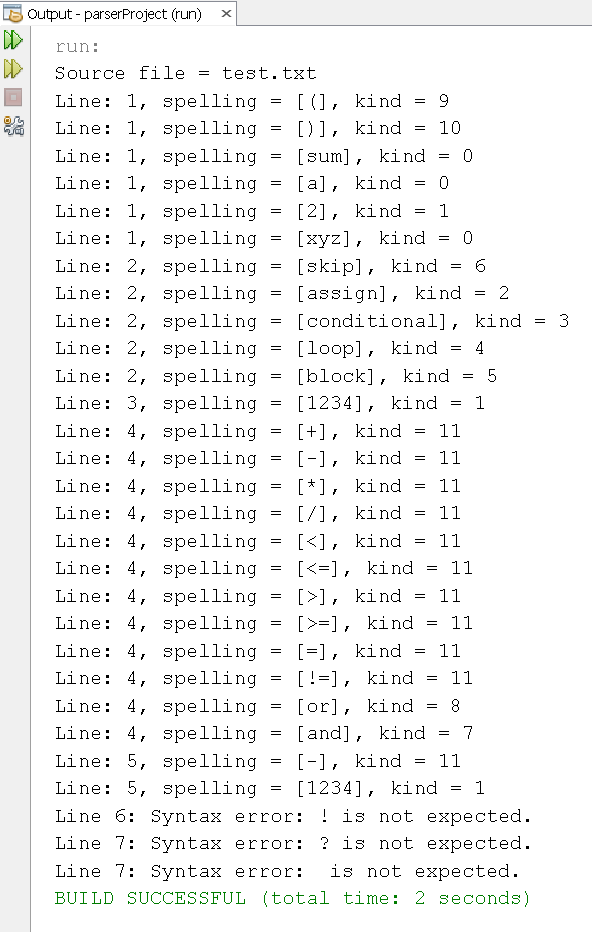 Output - parserProject (run)
run:
Source file = test.txt
Line: 1, spelling = [(], kind = 9
Line: 1, spelling = [)], kind = 10
Line: 1, spelling = [sum], kind = 0
Line: 1, spelling = [a], kind = 0
Line: 1, spelling = [2], kind = 1
Line: 1, spelling = [xyz], kind = 0
Line: 2, spelling = [skip], kind = 6
Line: 2, spelling = [assign], kind = 2
Line: 2, spelling = [conditional], kind = 3
Line: 2, spelling = [loop], kind = 4
Line: 2, spelling = [block], kind = 5
Line: 3, spelling = [1234], kind = 1
Line: 4, spelling = [+], kind = 11
Line: 4, spelling = [-], kind = 11
Line: 4, spelling = [*], kind = 11
Line: 4, spelling = [/], kind = 11
Line: 4, spelling = [<], kind = 11
Line: 4, spelling = [<=], kind = 11
Line: 4, spelling = [>], kind = 11
Line: 4, spelling = [>=], kind = 11
Line: 4, spelling = [=], kind = 11
Line: 4, spelling = [!=], kind = 11
Line: 4, spelling = [or], kind = 8
Line: 4, spelling = [and], kind = 7
Line: 5, spelling = [-], kind = 11
Line: 5, spelling = [1234], kind = 1
Line 6: Syntax error: ! is not expected.
Line 7: Syntax error: ? is not expected.
Line 7: Syntax error:  is not expected.
BUILD SUCCESSFUL (total time: 2 seconds)